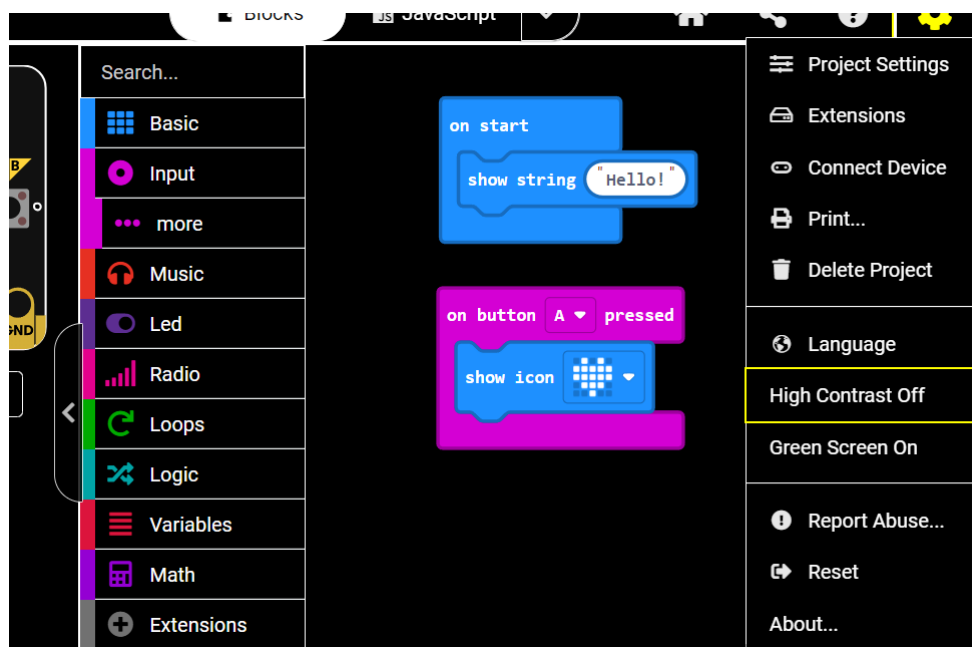 Blocks
JS JavaScript
Search...
Basic
Input
more
Music
Led
Radio
Loops
Logic
Variables
Math
Extensions
B
GND
on start
show string "Hello!"
on button A pressed
show icon
Project Settings
Extensions
Connect Device
Print...
Delete Project
Language
High Contrast Off
Green Screen On
Report Abuse...
Reset
About...